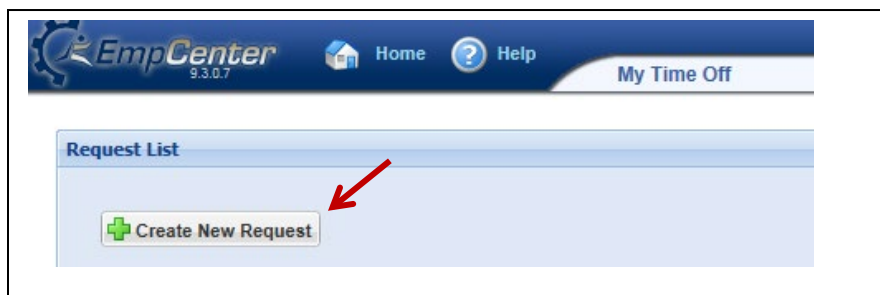 EmpCenter Home Help
9.3.0.7
My Time Off
Request List
Create New Request